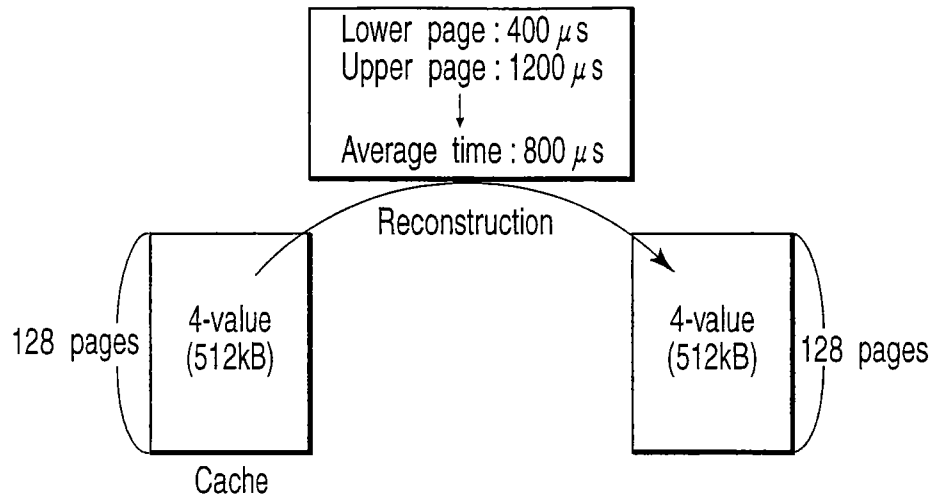 Lower page : 400 μs
Upper page : 1200 μs
Average time : 800 μs
Reconstruction
128 pages
4-value
(512kB)
Cache
4-value
(512kB)
128 pages